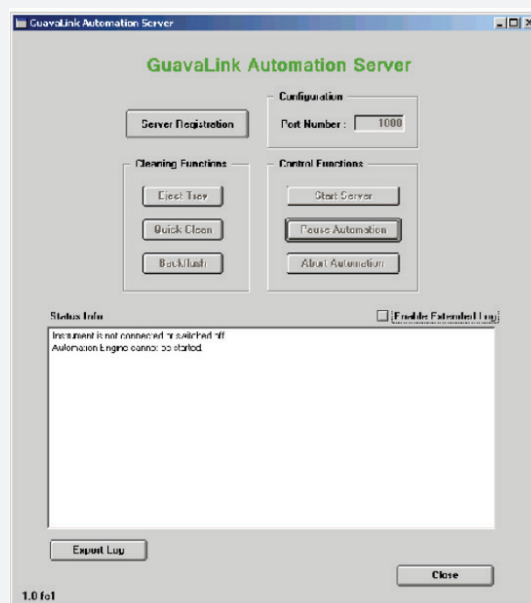 GuavaLink Automation Server
GuavaLink Automation Server
Configuration
Server Registration
Port Number : 1000
Cleaning Functions
Control Functions
Eject Tray
Start Server
Quick Clean
Pause Automation
Backflush
Abort Automation
Status Info
Enable Extended Log
Instrument is not connected or switched off
Automation Engine cannot be started.
Export Log
Close
1.0 fc1